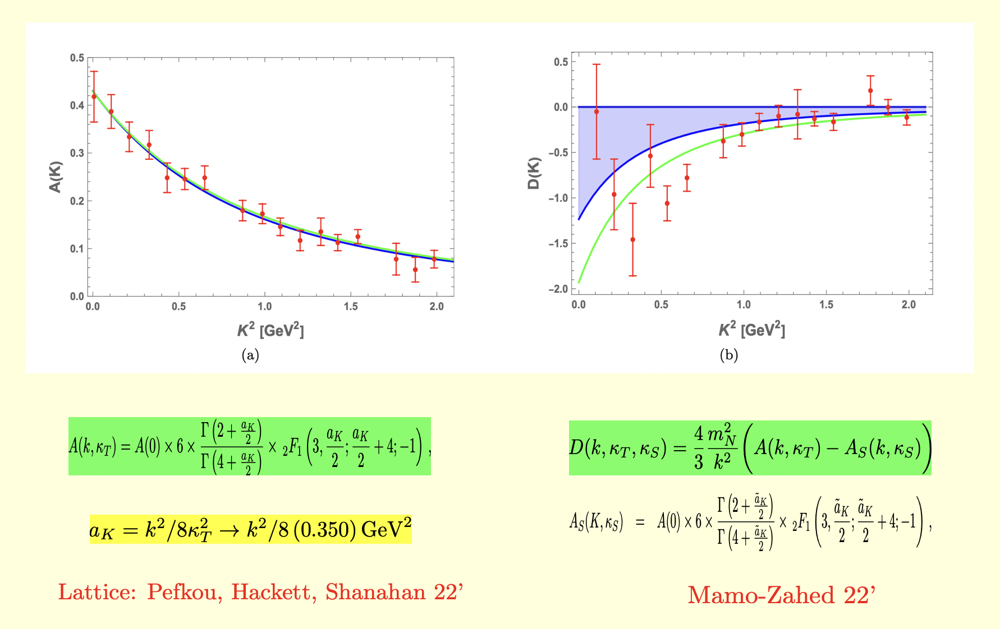 0.5
0.4
0.3
0.2
0.1
0.0
A(K)
0.0 0.5 1.0 1.5 2.0
K² [GeV²]
(a)
0.5
0.0
−0.5
−1.0
−1.5
−2.0
D(K)
0.0 0.5 1.0 1.5 2.0
K² [GeV²]
(b)
A(k, κ_T) = A(0) × 6 × Γ(2 + a_K/2) / Γ(4 + a_K/2) × ₂F₁(3, a_K/2; a_K/2 + 4; −1) ,
a_K = k²/8κ_T² → k²/8 (0.350) GeV²
Lattice: Pefkou, Hackett, Shanahan 22’
D(k, κ_T, κ_S) = 4/3 m_N²/k² (A(k, κ_T) − A_S(k, κ_S))
A_S(K, κ_S) = A(0) × 6 × Γ(2 + ã_K/2) / Γ(4 + ã_K/2) × ₂F₁(3, ã_K/2; ã_K/2 + 4; −1) ,
Mamo-Zahed 22’